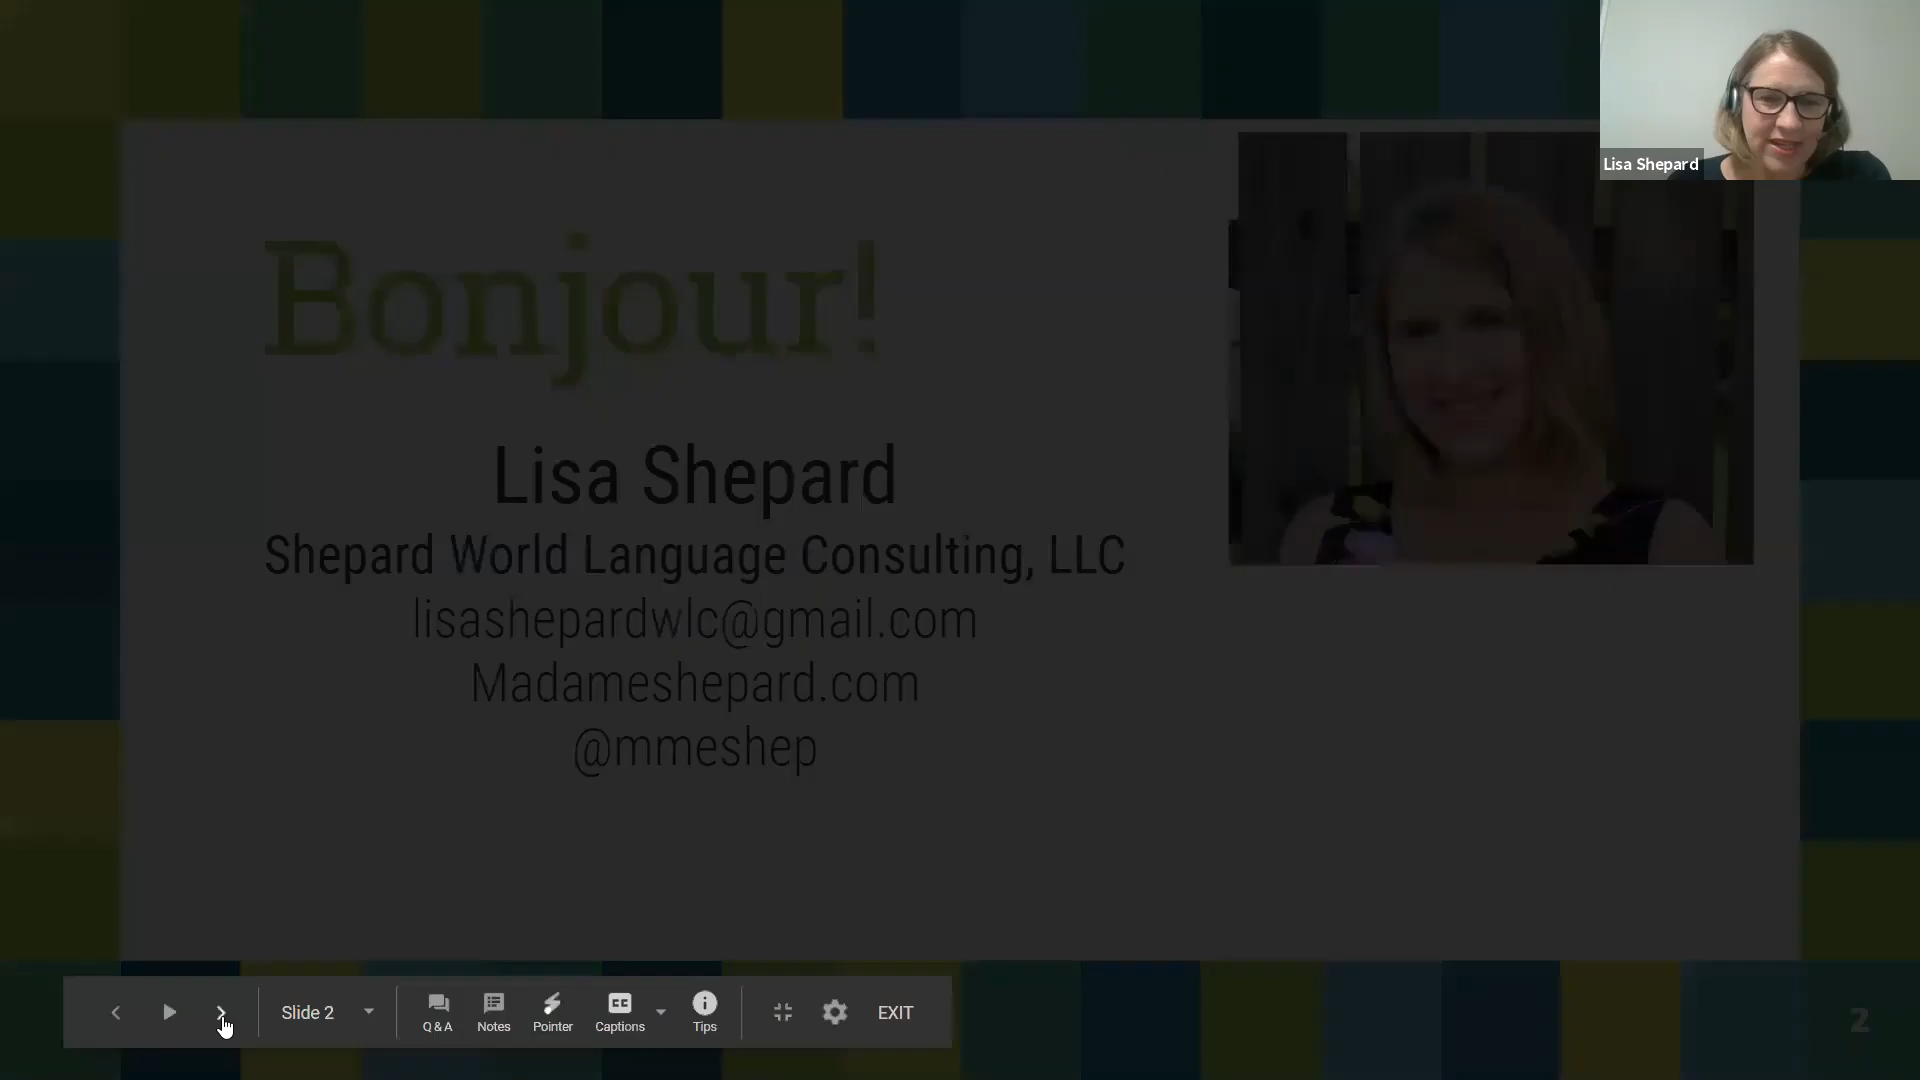 Lisa Shepard
Bonjour!
Lisa Shepard
Shepard World Language Consulting, LLC
lisashepardwlc@gmail.com
Madameshepard.com
@mmeshep
Slide 2
Q & A
Notes
Pointer
CC
Captions
Tips
EXIT
2